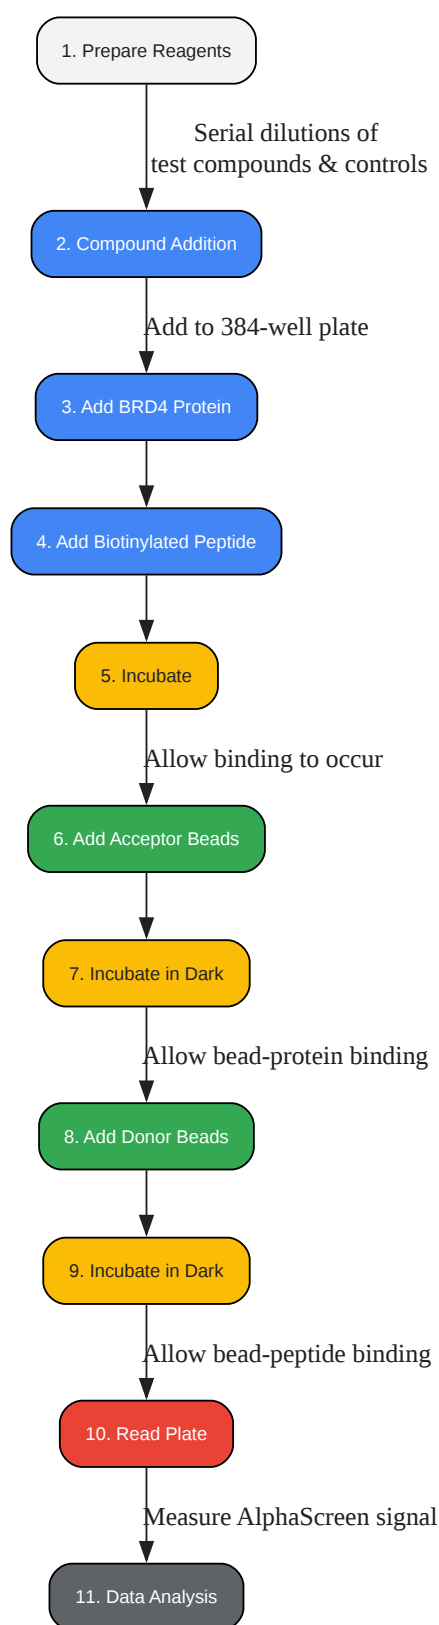 1. Prepare Reagents
Serial dilutions of
test compounds & controls
2. Compound Addition
Add to 384-well plate
3. Add BRD4 Protein
4. Add Biotinylated Peptide
5. Incubate
Allow binding to occur
6. Add Acceptor Beads
7. Incubate in Dark
Allow bead-protein binding
8. Add Donor Beads
9. Incubate in Dark
Allow bead-peptide binding
10. Read Plate
Measure AlphaScreen signal
11. Data Analysis